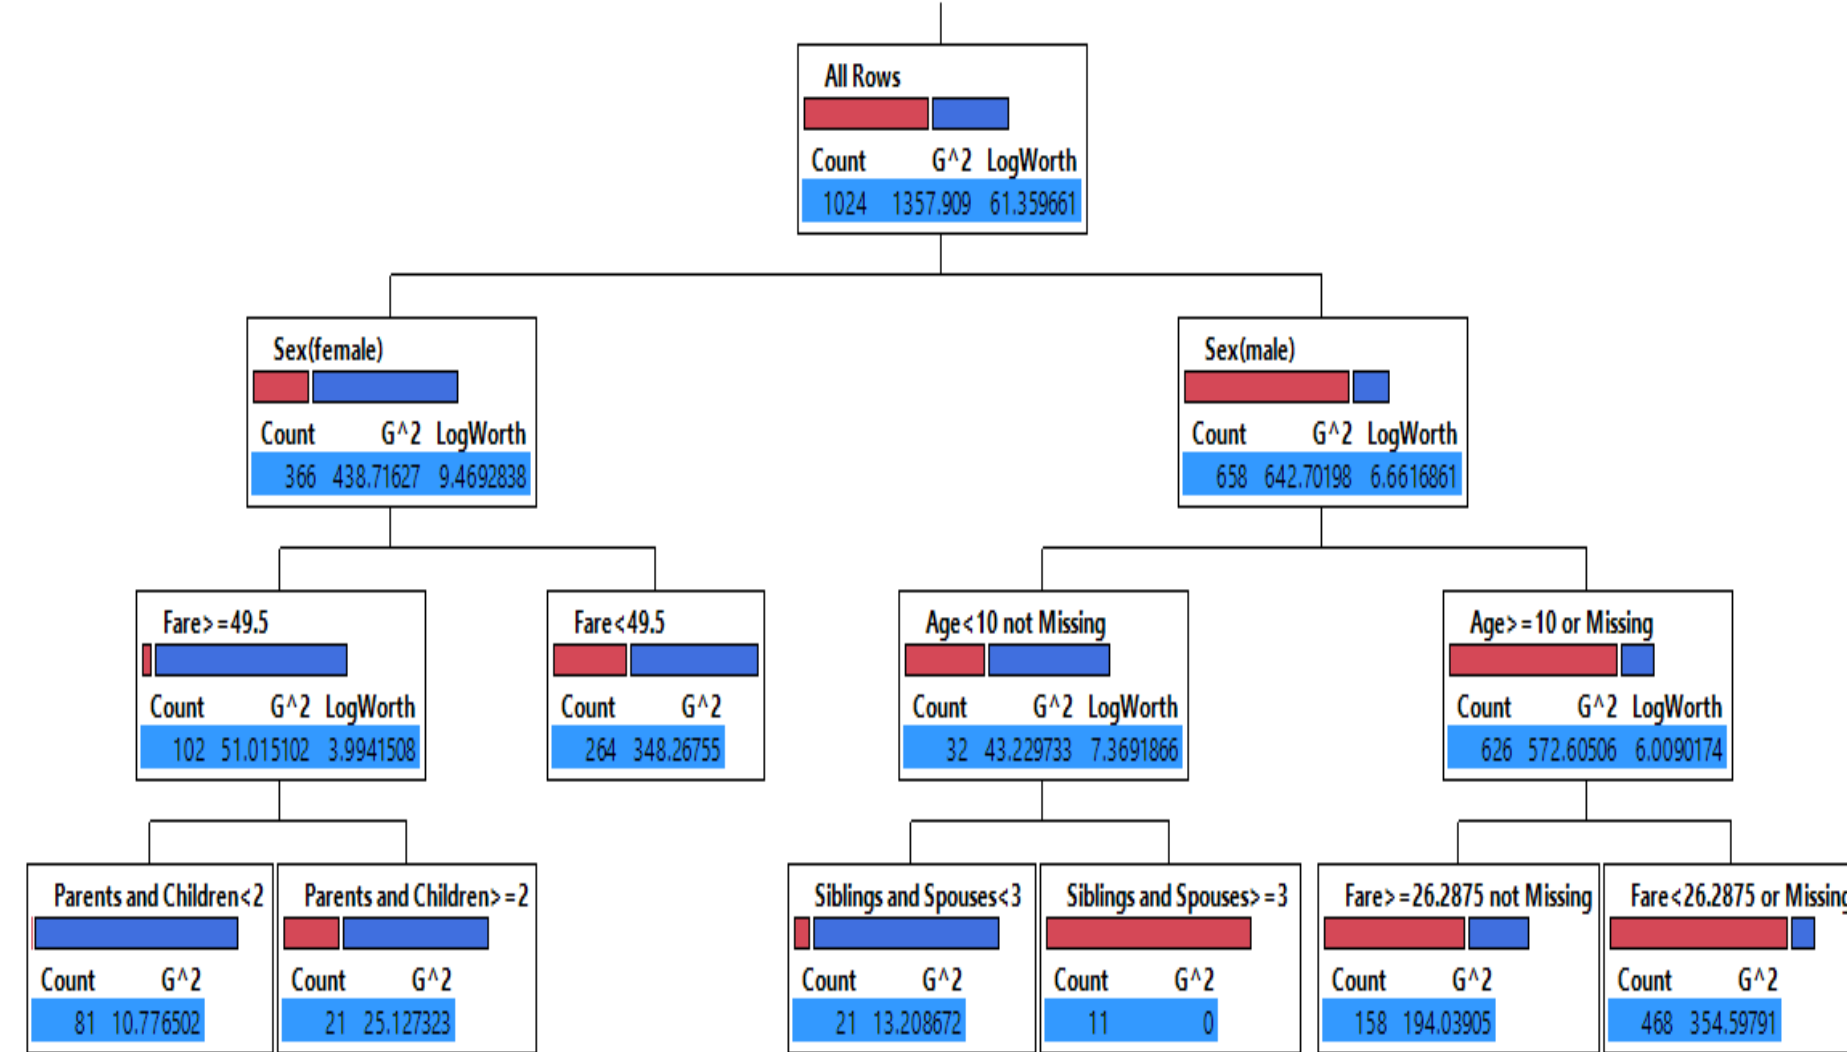 All Rows
Count G^2 LogWorth
1024 1357.909 61.359661
Sex(female)
Count G^2 LogWorth
366 438.71627 9.4692838
Sex(male)
Count G^2 LogWorth
658 642.70198 6.6616861
Fare>=49.5
Count G^2 LogWorth
102 51.015102 3.9941508
Fare<49.5
Count G^2
264 348.26755
Age<10 not Missing
Count G^2 LogWorth
32 43.229733 7.3691866
Age>=10 or Missing
Count G^2 LogWorth
626 572.60506 6.0090174
Parents and Children<2
Count G^2
81 10.776502
Parents and Children>=2
Count G^2
21 25.127323
Siblings and Spouses<3
Count G^2
21 13.208672
Siblings and Spouses>=3
Count G^2
11 0
Fare>=26.2875 not Missing
Count G^2
158 194.03905
Fare<26.2875 or Missing
Count G^2
468 354.59791